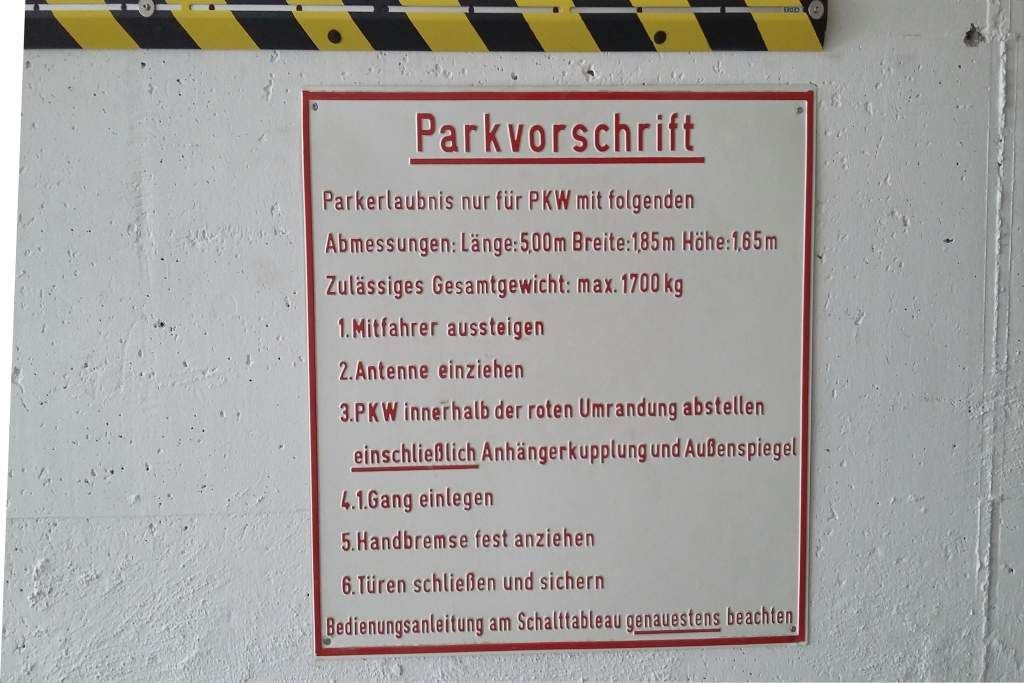 Parkvorschrift
Parkerlaubnis nur für PKW mit folgenden
Abmessungen: Länge: 5,00m Breite: 1,85m Höhe: 1,65m
Zulässiges Gesamtgewicht: max. 1700 kg
1. Mitfahrer aussteigen
2. Antenne einziehen
3. PKW innerhalb der roten Umrandung abstellen
einschließlich Anhängerkupplung und Außenspiegel
4. 1. Gang einlegen
5. Handbremse fest anziehen
6. Türen schließen und sichern
Bedienungsanleitung am Schalttableau genauestens beachten